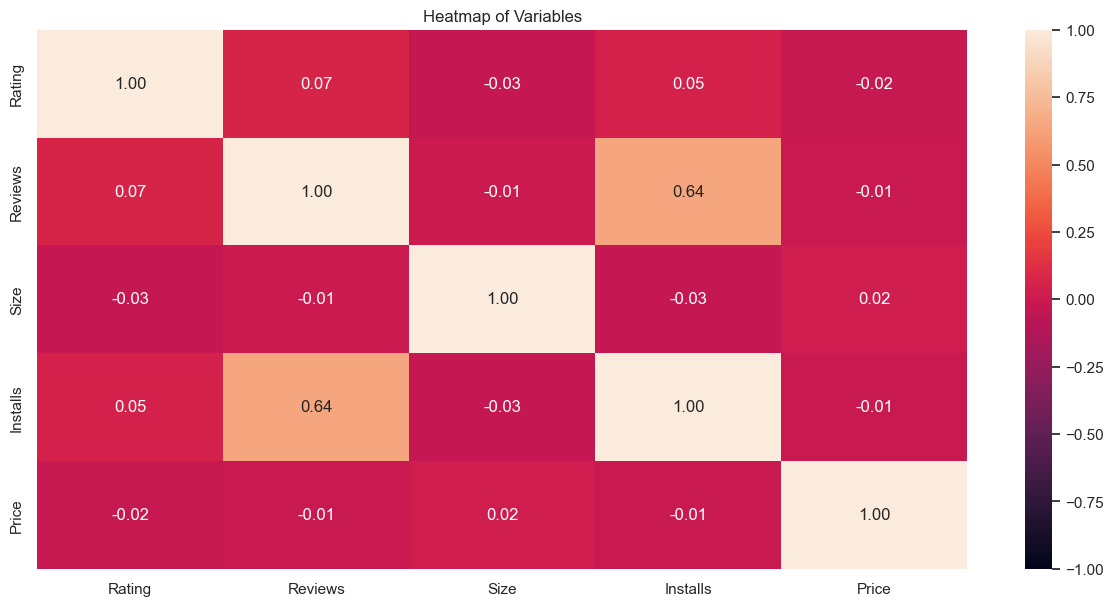 Heatmap of Variables
Rating 1.00 0.07 -0.03 0.05 -0.02
Reviews 0.07 1.00 -0.01 0.64 -0.01
Size -0.03 -0.01 1.00 -0.03 0.02
Installs 0.05 0.64 -0.03 1.00 -0.01
Price -0.02 -0.01 0.02 -0.01 1.00
Rating Reviews Size Installs Price
1.00
0.75
0.50
0.25
0.00
−0.25
−0.50
−0.75
−1.00